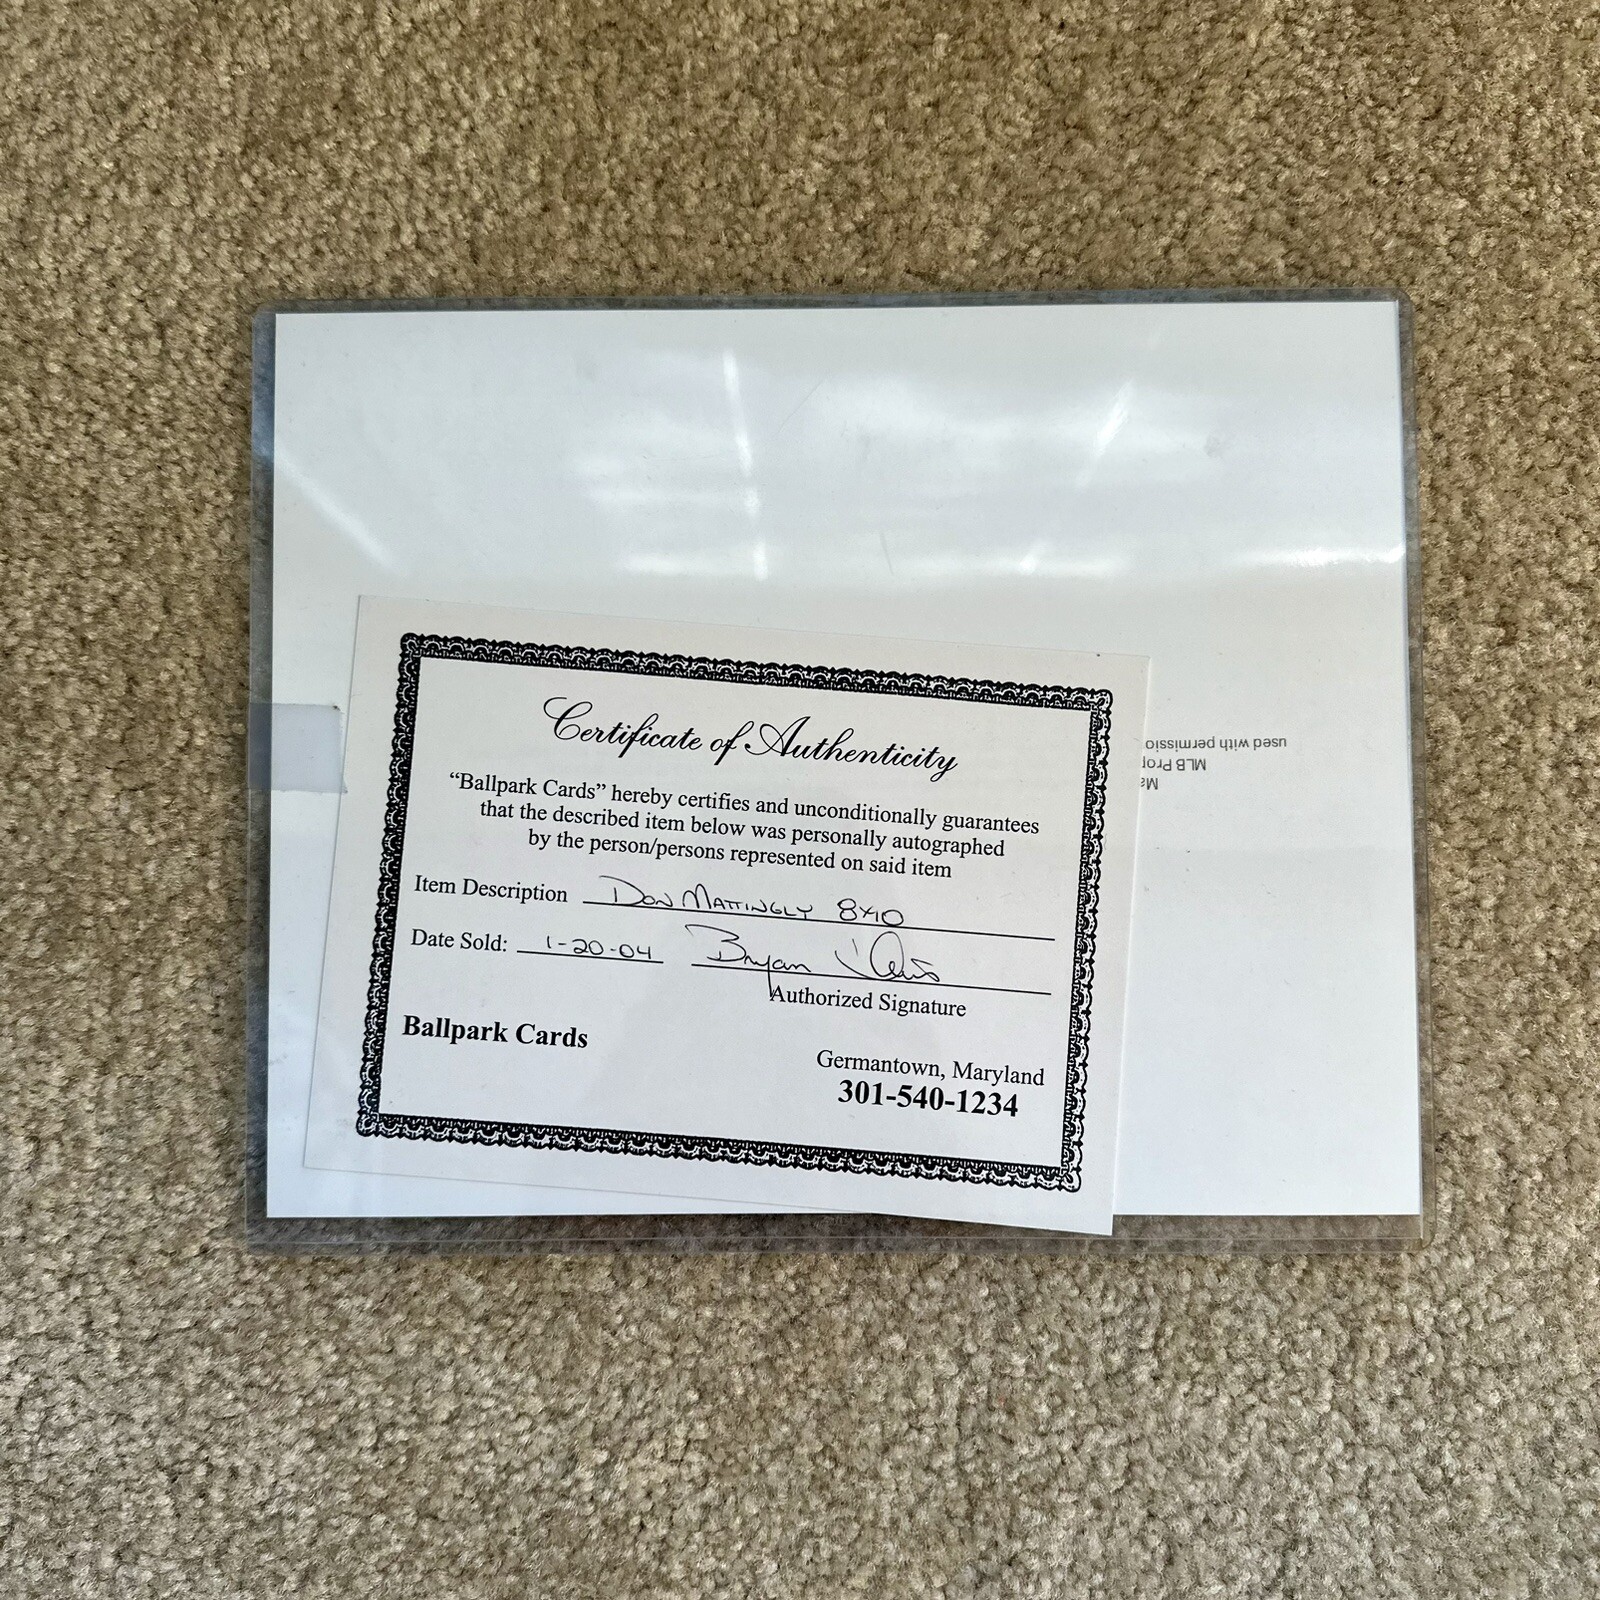 Certificate of Authenticity
“Ballpark Cards” hereby certifies and unconditionally guarantees
that the described item below was personally autographed
by the person/persons represented on said item
Item Description Don Mattingly 8x10
Date Sold: 1-20-04 Bryan
Authorized Signature
Ballpark Cards
Germantown, Maryland
301-540-1234
Ma
MLB Prop
used with permissio